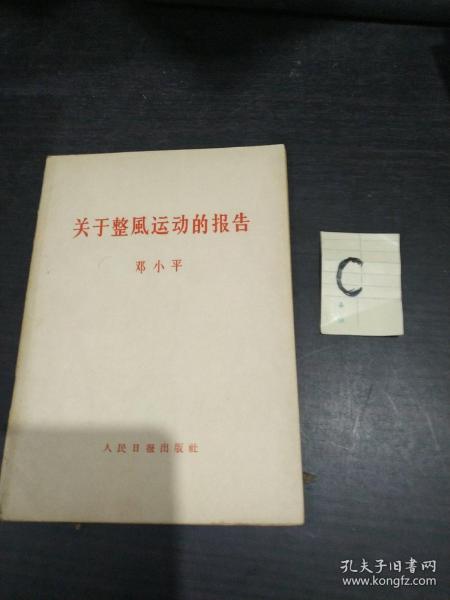 关于整風运动的报告
邓小平
人民日报出版社
C
孔夫子旧书网
www.kongfz.com